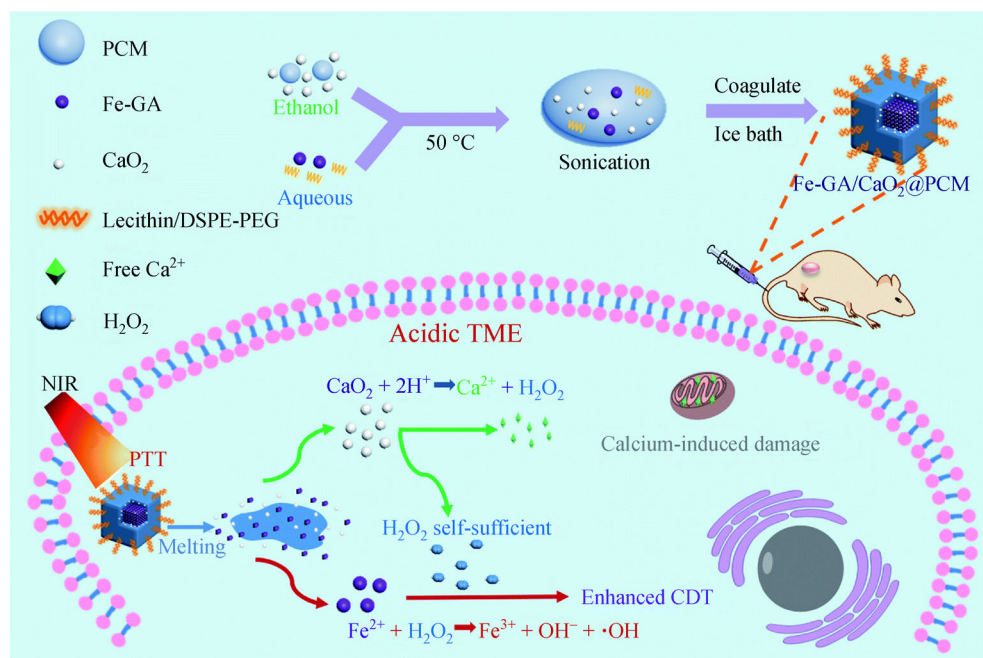 PCM
Fe-GA
CaO₂
Lecithin/DSPE-PEG
Free Ca²⁺
H₂O₂
Ethanol
Aqueous
50 °C
Sonication
Coagulate
Ice bath
Fe-GA/CaO₂@PCM
Acidic TME
NIR
PTT
Melting
CaO₂ + 2H⁺ → Ca²⁺ + H₂O₂
Calcium-induced damage
H₂O₂ self-sufficient
Enhanced CDT
Fe²⁺ + H₂O₂ → Fe³⁺ + OH⁻ + ·OH